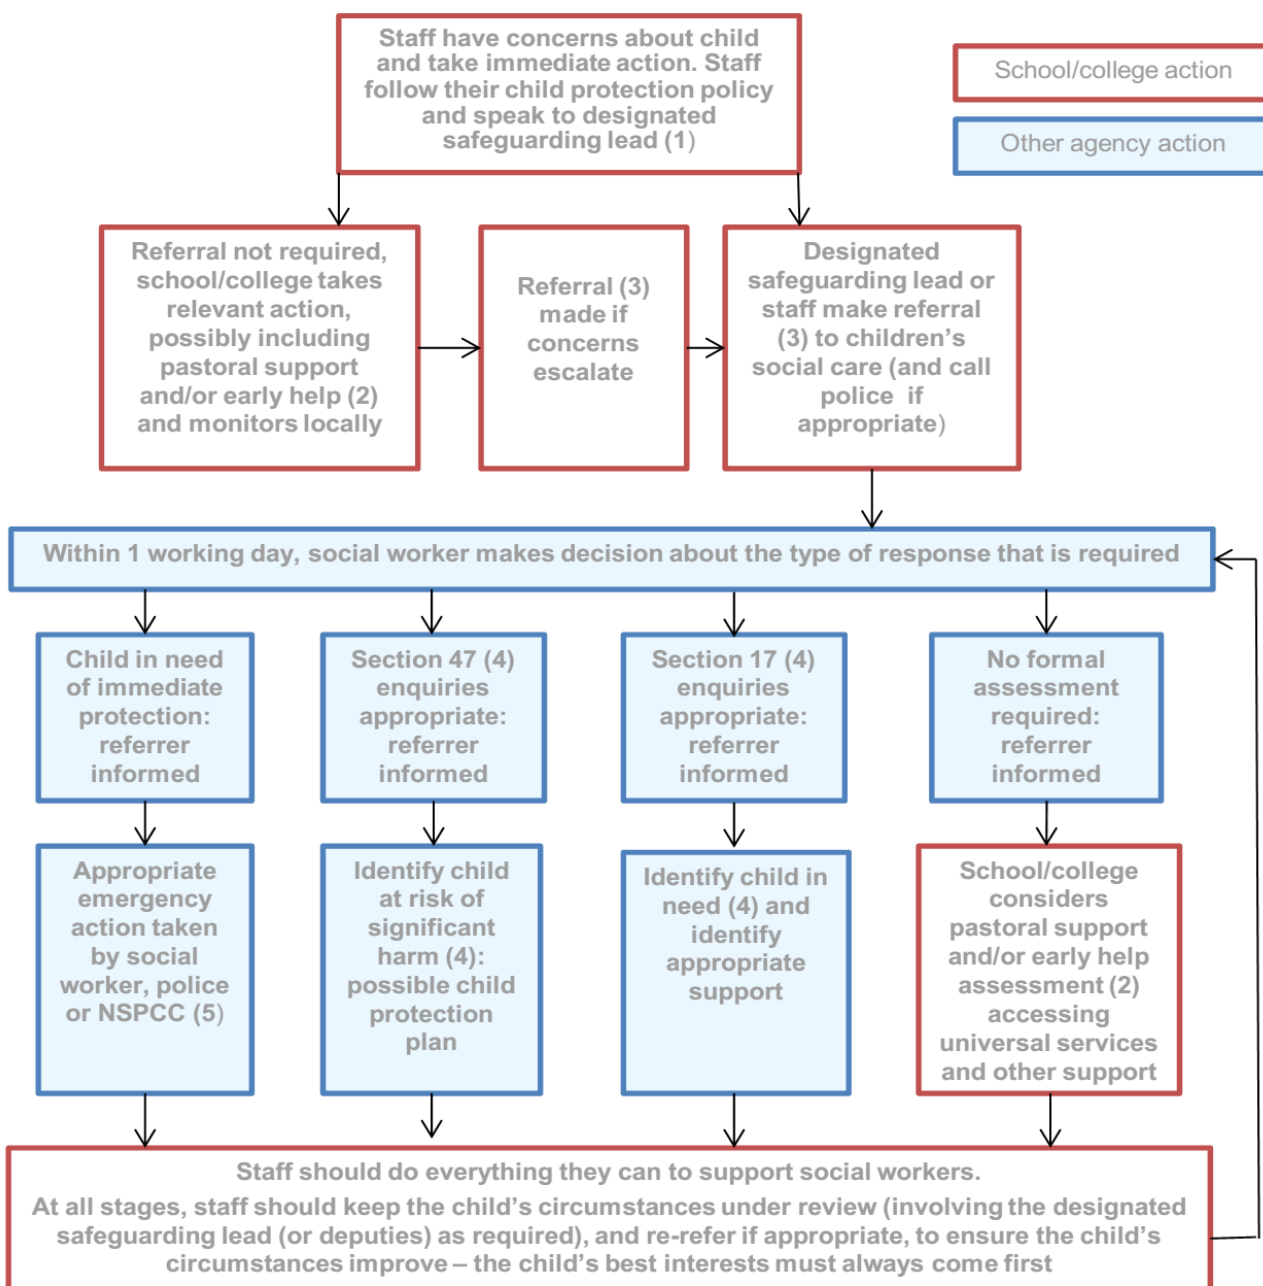 Staff have concerns about child
and take immediate action. Staff
follow their child protection policy
and speak to designated
safeguarding lead (1)
School/college action
Other agency action
Referral not required,
school/college takes
relevant action,
possibly including
pastoral support
and/or early help (2)
and monitors locally
Referral (3)
made if
concerns
escalate
Designated
safeguarding lead or
staff make referral
(3) to children’s
social care (and call
police if
appropriate)
Within 1 working day, social worker makes decision about the type of response that is required
Child in need
of immediate
protection:
referrer
informed
Section 47 (4)
enquiries
appropriate:
referrer
informed
Section 17 (4)
enquiries
appropriate:
referrer
informed
No formal
assessment
required:
referrer
informed
Appropriate
emergency
action taken
by social
worker, police
or NSPCC (5)
Identify child
at risk of
significant
harm (4):
possible child
protection
plan
Identify child in
need (4) and
identify
appropriate
support
School/college
considers
pastoral support
and/or early help
assessment (2)
accessing
universal services
and other support
Staff should do everything they can to support social workers.
At all stages, staff should keep the child’s circumstances under review (involving the designated
safeguarding lead (or deputies) as required), and re-refer if appropriate, to ensure the child’s
circumstances improve – the child’s best interests must always come first